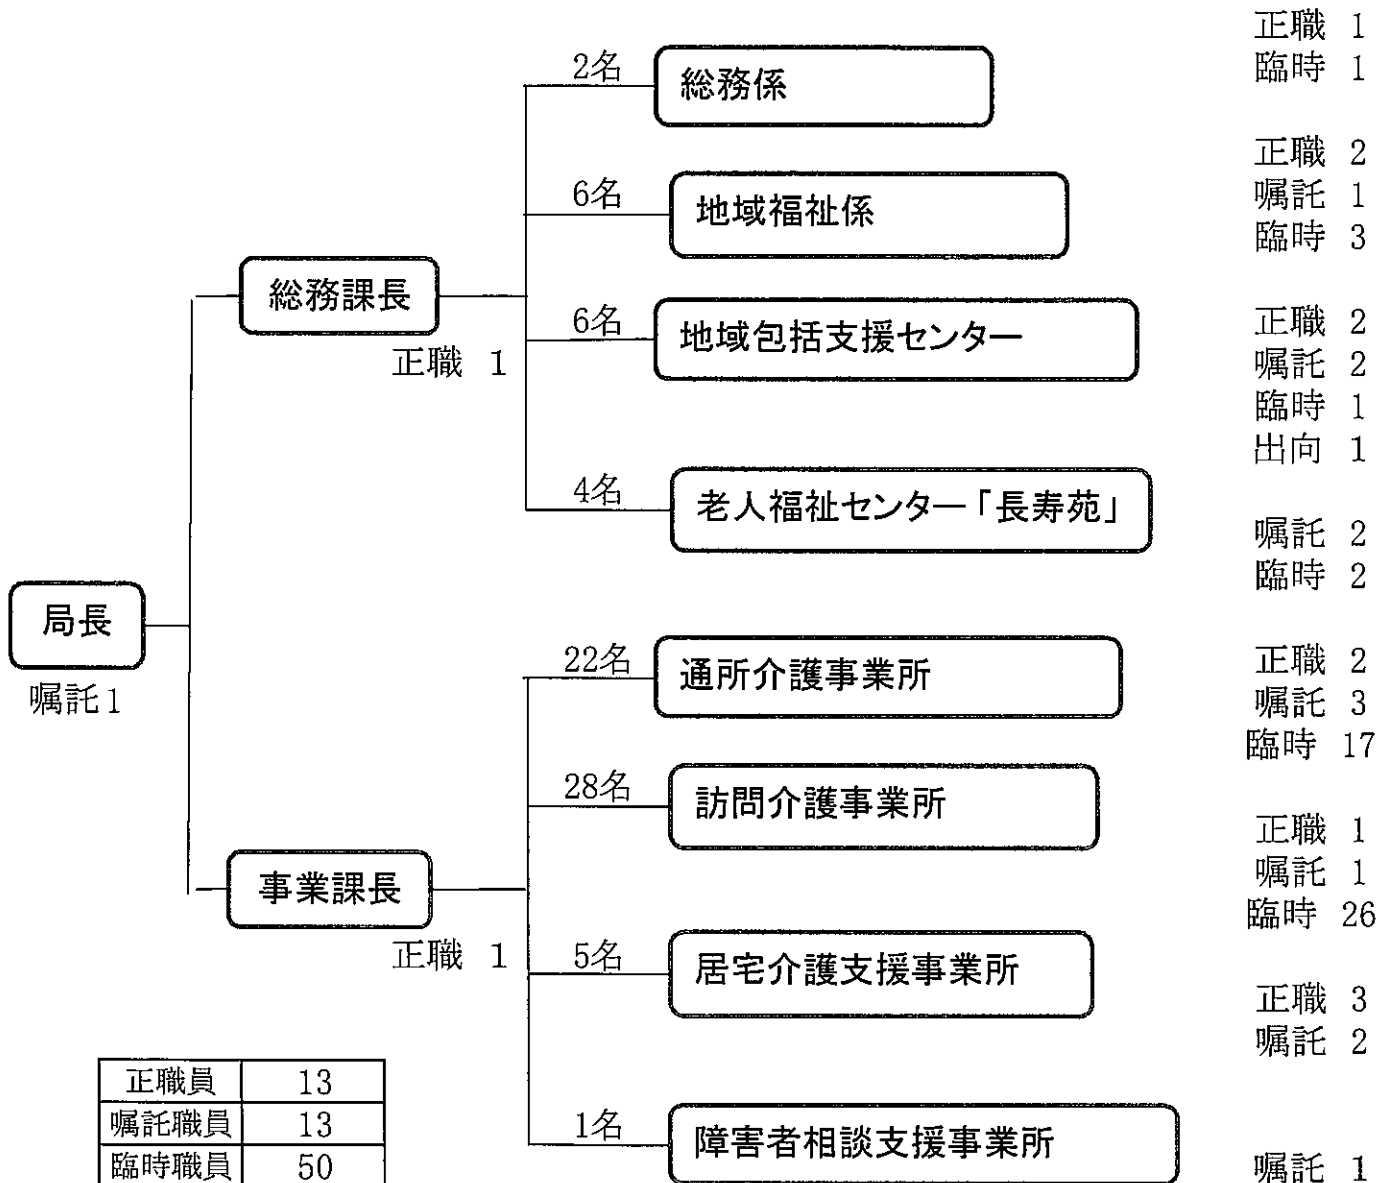 2名
総務係
正職 1
臨時 1
6名
地域福祉係
正職 2
嘱託 1
臨時 3
総務課長
正職 1
6名
地域包括支援センター
正職 2
嘱託 2
臨時 1
出向 1
4名
老人福祉センター「長寿苑」
嘱託 2
臨時 2
局長
嘱託1
22名
通所介護事業所
正職 2
嘱託 3
臨時 17
28名
訪問介護事業所
正職 1
嘱託 1
臨時 26
事業課長
正職 1
5名
居宅介護支援事業所
正職 3
嘱託 2
1名
障害者相談支援事業所
嘱託 1
正職員 13
嘱託職員 13
臨時職員 50